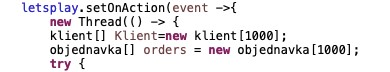 letsplay.setOnAction(event ->{
new Thread(() -> {
klient[] Klient=new klient[1000];
objednavka[] orders = new objednavka[1000];
try {